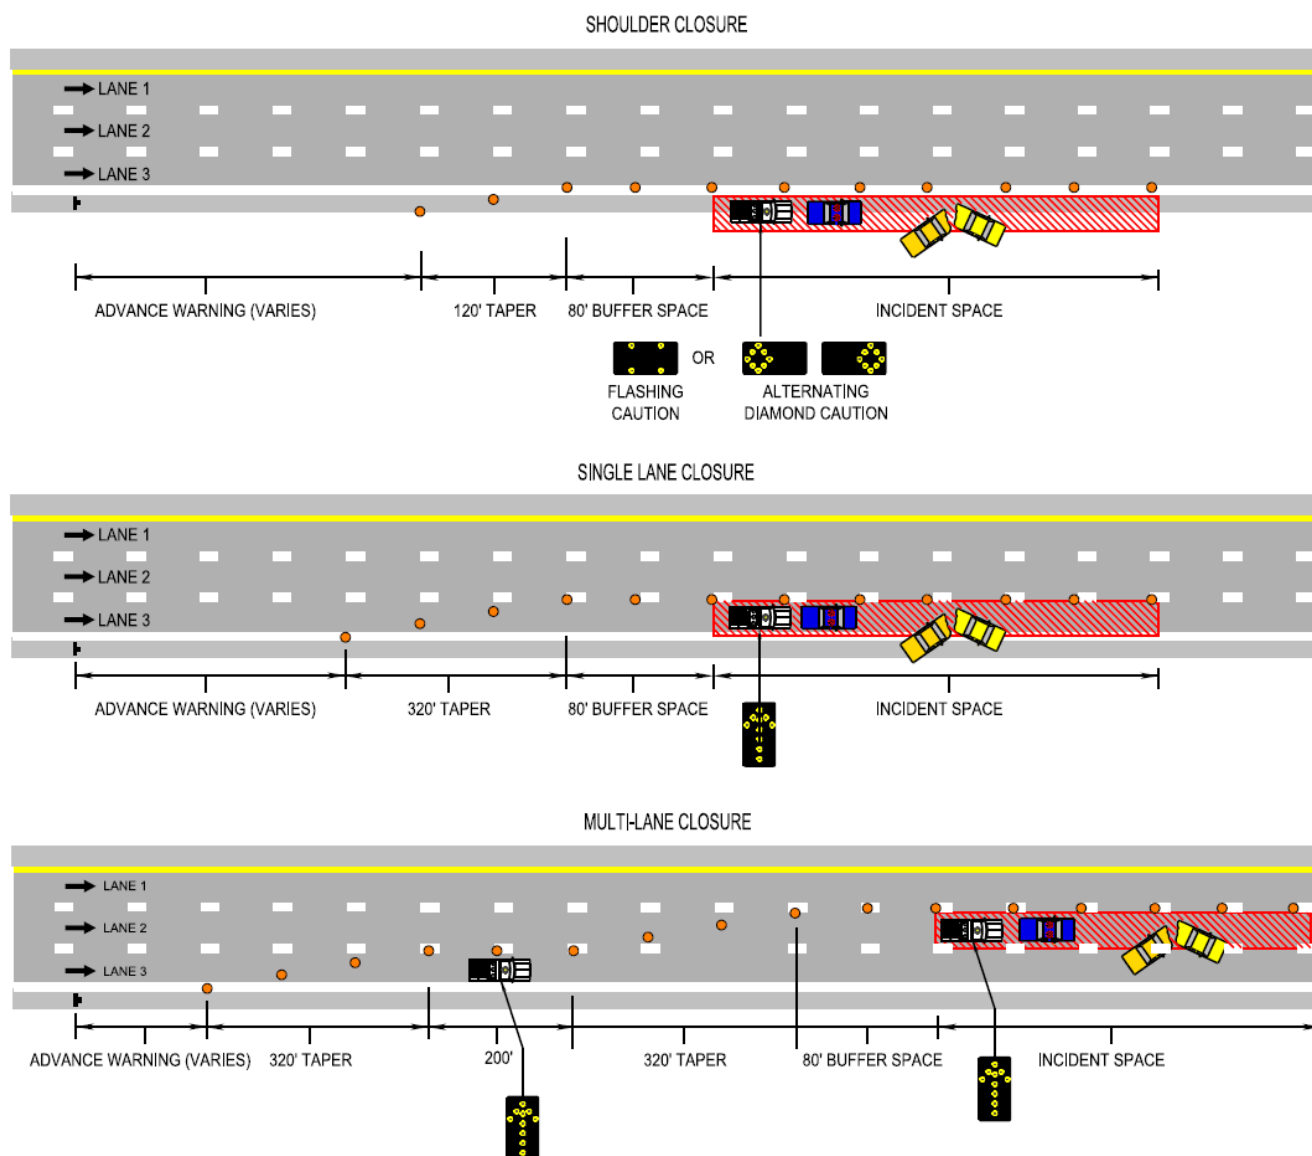 SHOULDER CLOSURE
LANE 1
LANE 2
LANE 3
ADVANCE WARNING (VARIES)
120' TAPER
80' BUFFER SPACE
INCIDENT SPACE
OR
FLASHING
CAUTION
ALTERNATING
DIAMOND CAUTION
SINGLE LANE CLOSURE
LANE 1
LANE 2
LANE 3
ADVANCE WARNING (VARIES)
320' TAPER
80' BUFFER SPACE
INCIDENT SPACE
MULTI-LANE CLOSURE
LANE 1
LANE 2
LANE 3
ADVANCE WARNING (VARIES)
320' TAPER
200'
320' TAPER
80' BUFFER SPACE
INCIDENT SPACE